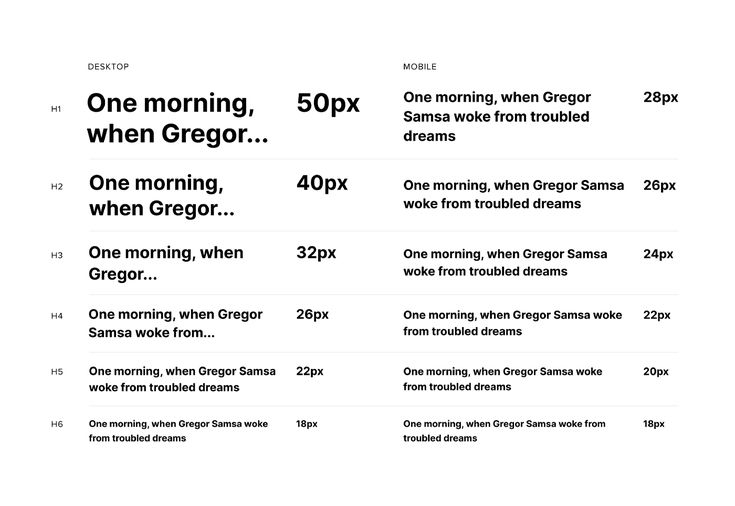 DESKTOP
MOBILE
H1
One morning,
when Gregor...
50px
One morning, when Gregor
Samsa woke from troubled
dreams
28px
H2
One morning,
when Gregor...
40px
One morning, when Gregor Samsa
woke from troubled dreams
26px
H3
One morning, when
Gregor...
32px
One morning, when Gregor Samsa
woke from troubled dreams
24px
H4
One morning, when Gregor
Samsa woke from...
26px
One morning, when Gregor Samsa woke
from troubled dreams
22px
H5
One morning, when Gregor Samsa
woke from troubled dreams
22px
One morning, when Gregor Samsa woke
from troubled dreams
20px
H6
One morning, when Gregor Samsa woke
from troubled dreams
18px
One morning, when Gregor Samsa woke from
troubled dreams
18px